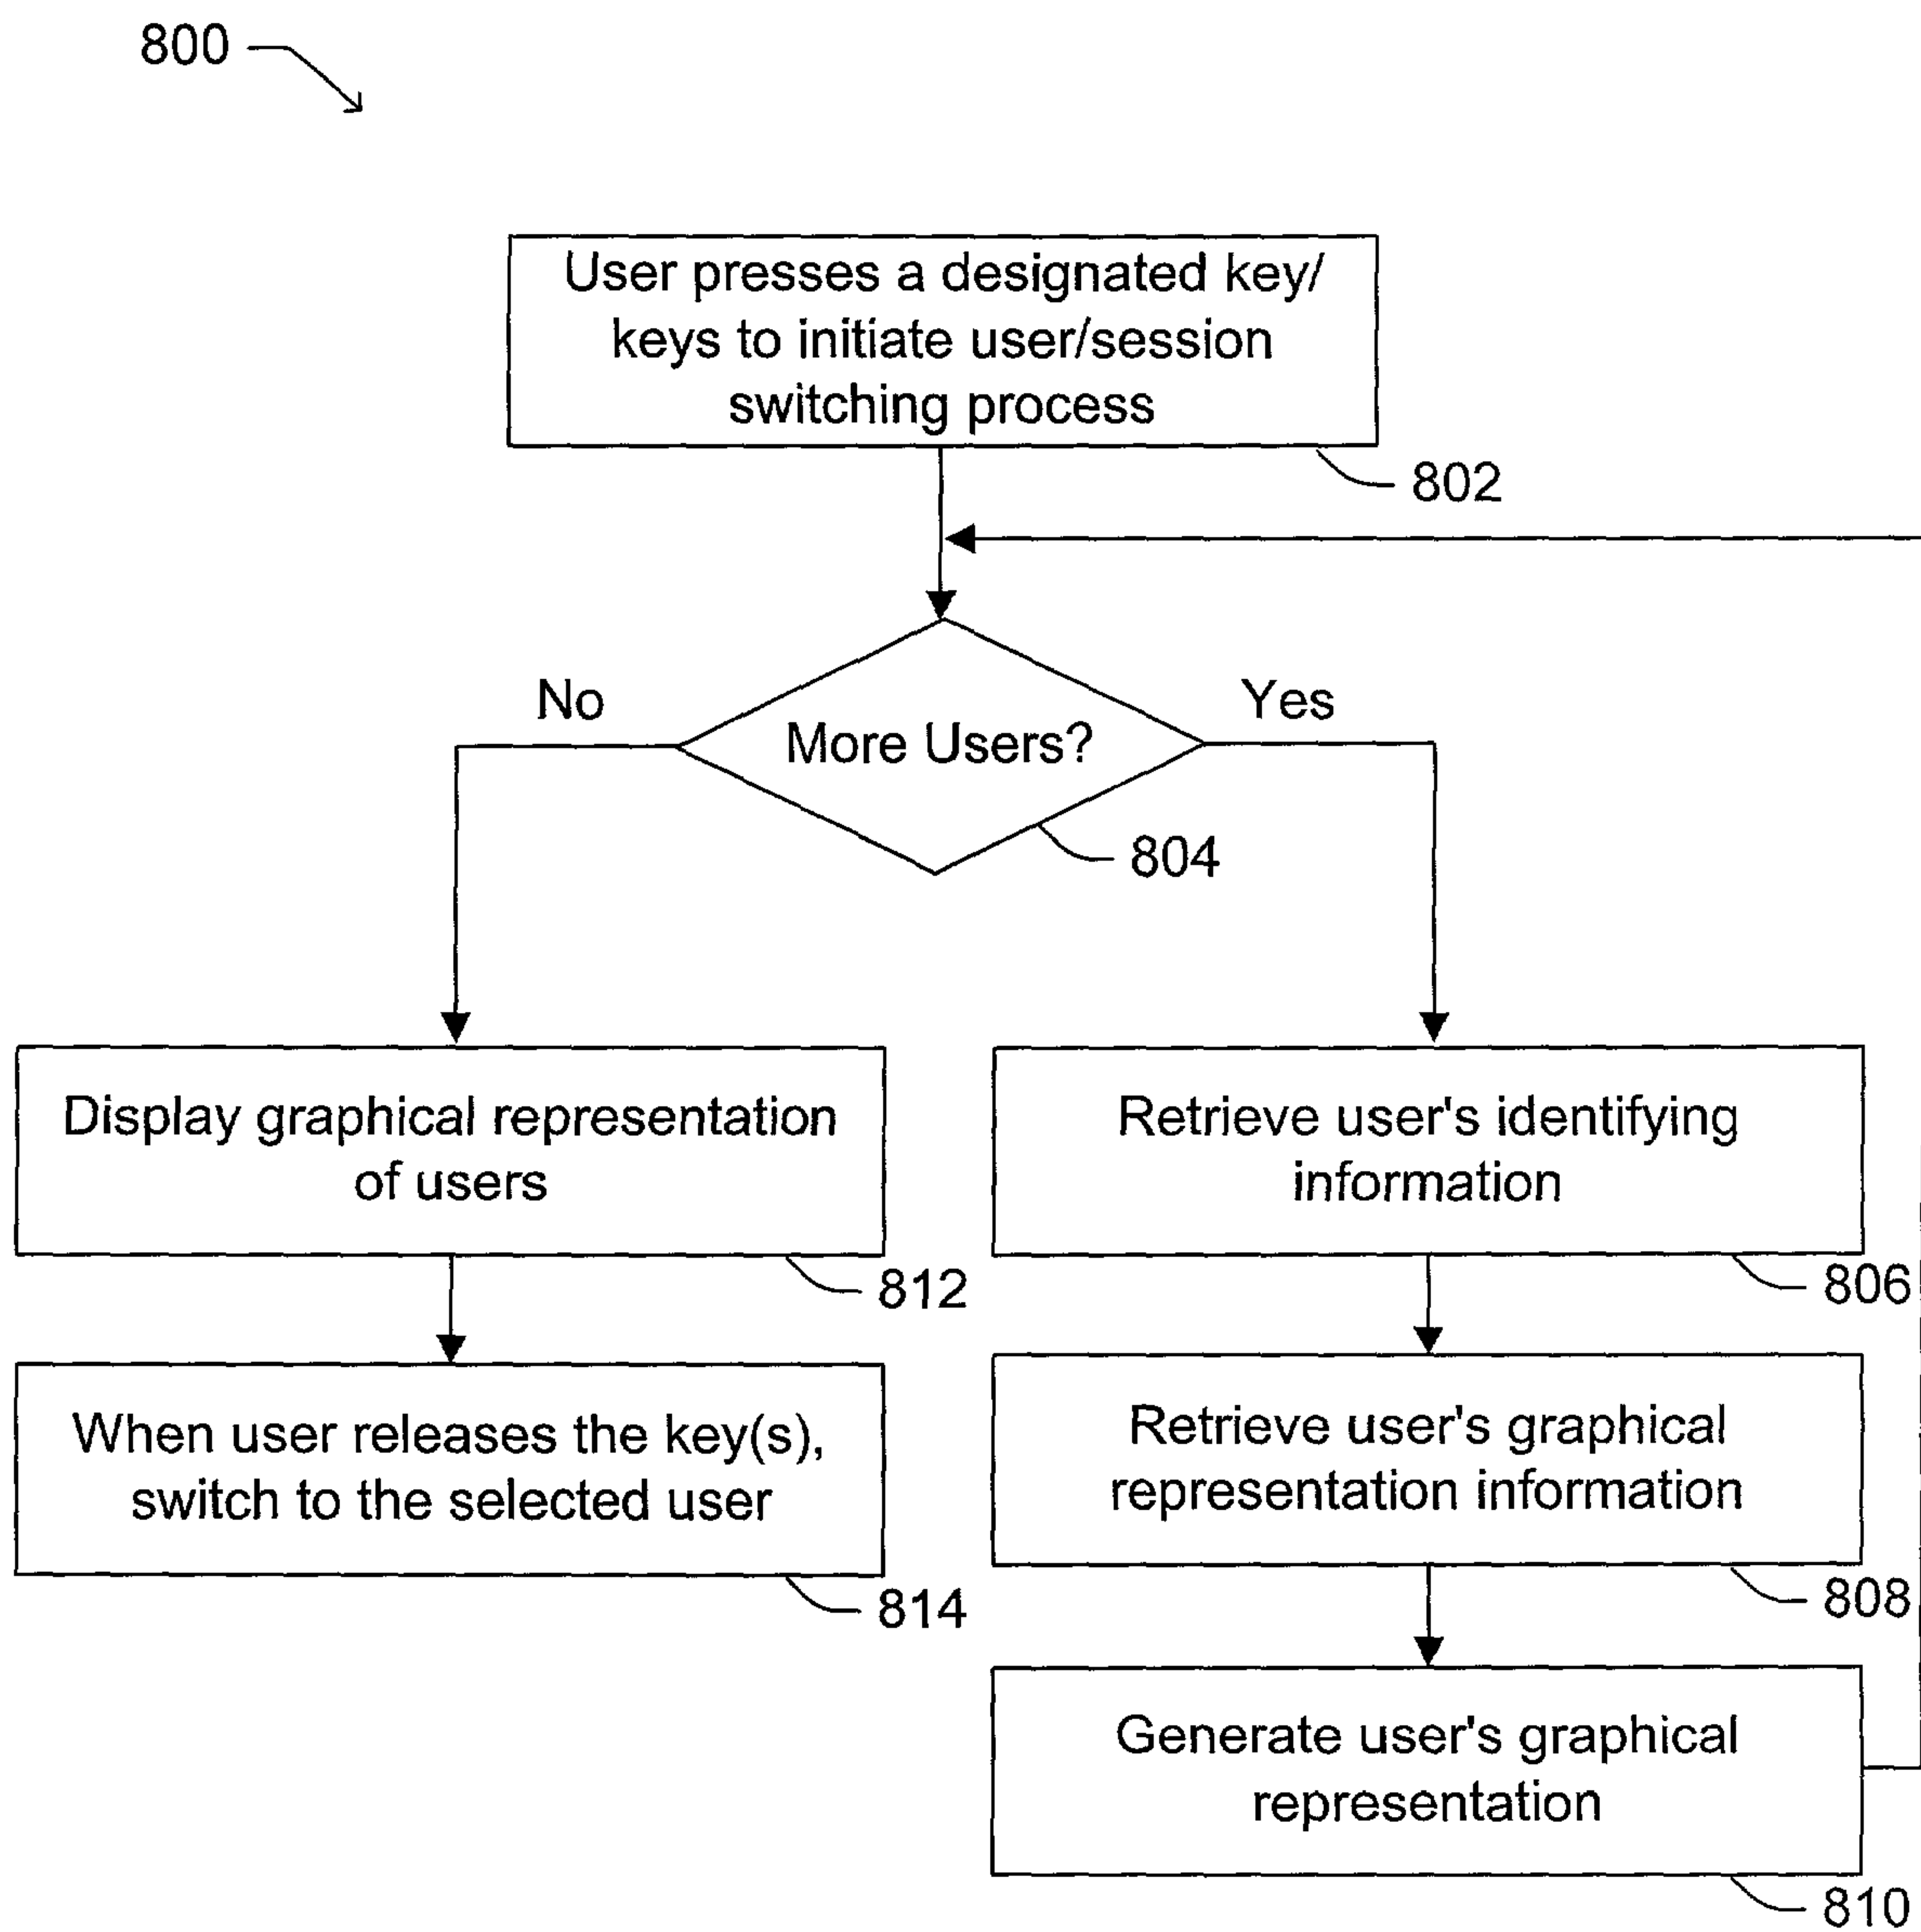 800
User presses a designated key/
keys to initiate user/session
switching process
802
No
Yes
More Users?
804
Display graphical representation
of users
812
Retrieve user's identifying
information
806
When user releases the key(s),
switch to the selected user
814
Retrieve user's graphical
representation information
808
Generate user's graphical
representation
810